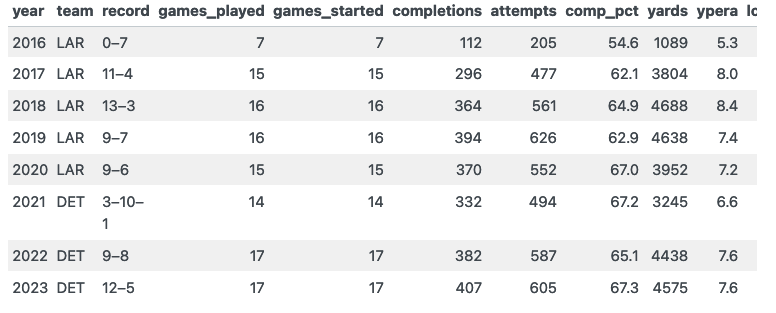 year team record games_played games_started completions attempts comp_pct yards ypera lo
2016 LAR 0–7 7 7 112 205 54.6 1089 5.3
2017 LAR 11–4 15 15 296 477 62.1 3804 8.0
2018 LAR 13–3 16 16 364 561 64.9 4688 8.4
2019 LAR 9–7 16 16 394 626 62.9 4638 7.4
2020 LAR 9–6 15 15 370 552 67.0 3952 7.2
2021 DET 3–10– 14 14 332 494 67.2 3245 6.6
1
2022 DET 9–8 17 17 382 587 65.1 4438 7.6
2023 DET 12–5 17 17 407 605 67.3 4575 7.6